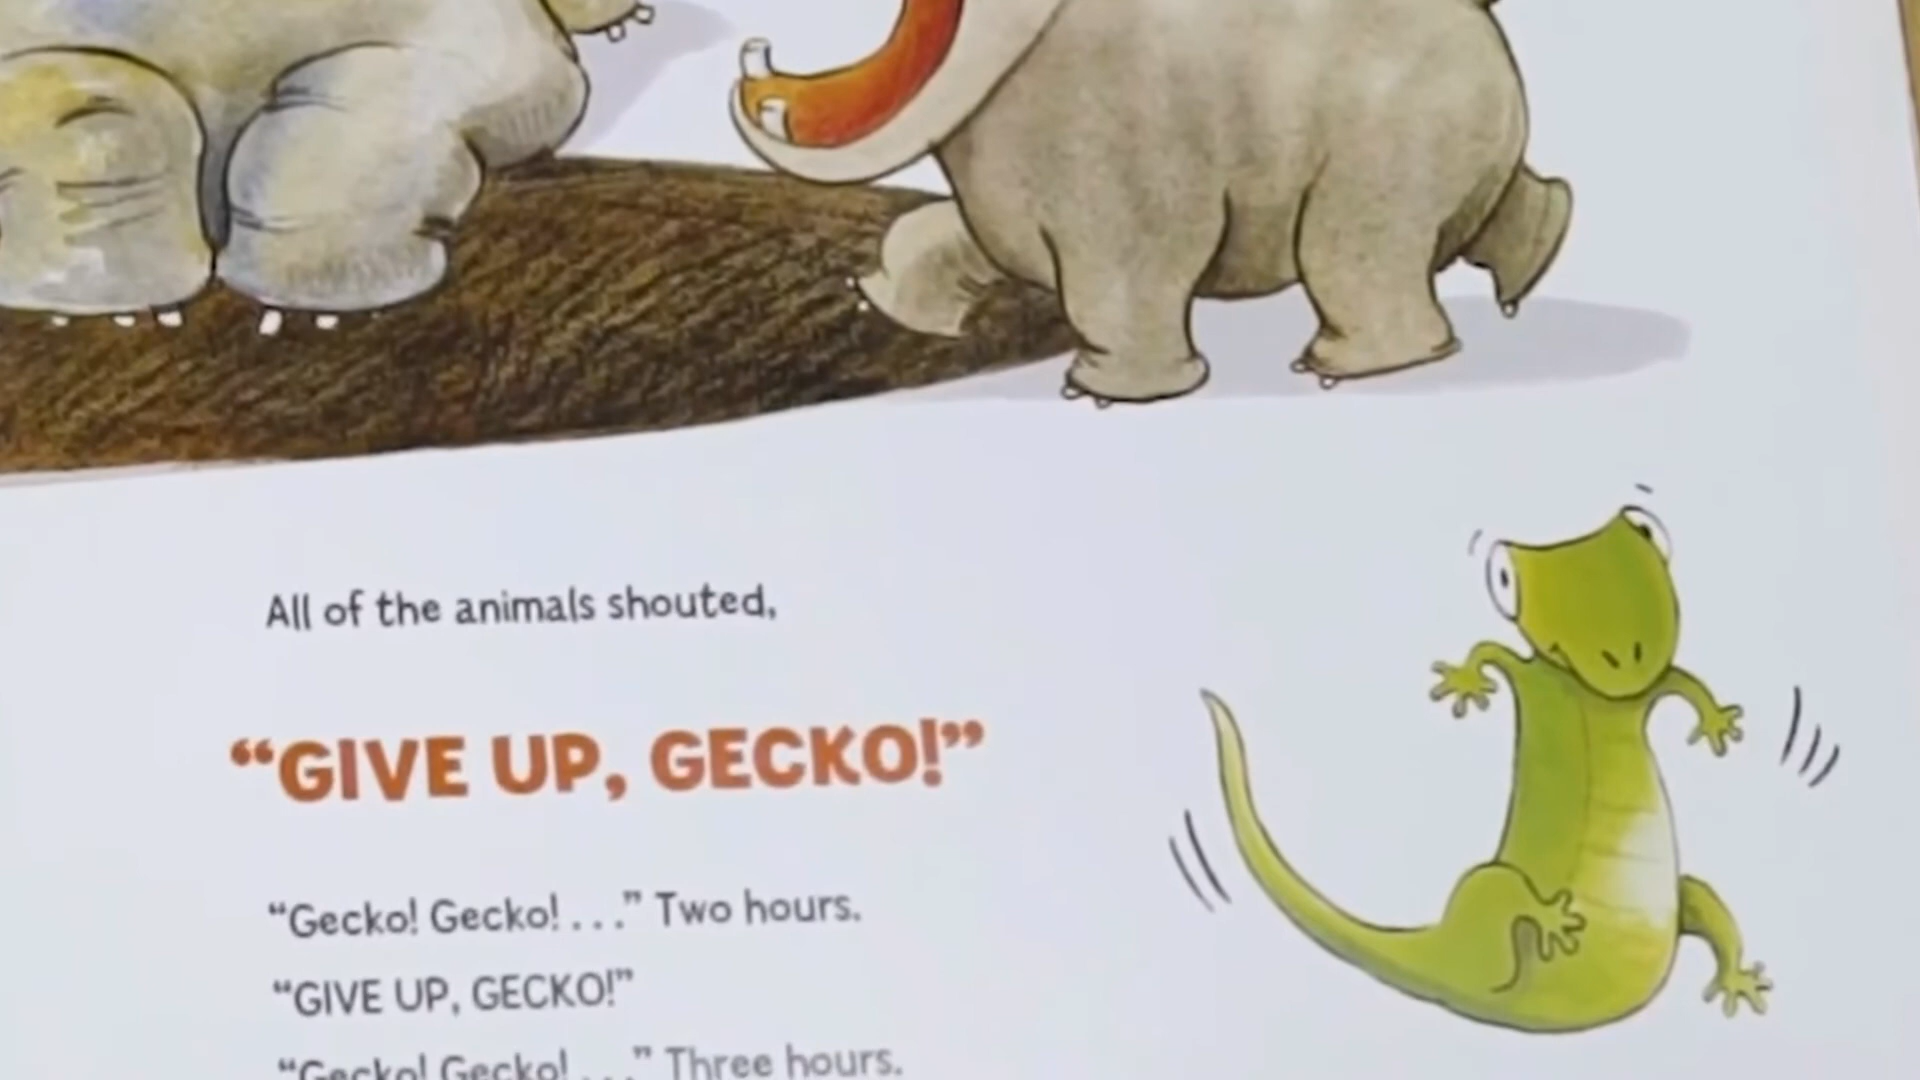 All of the animals shouted,
“GIVE UP, GECKO!”
“Gecko! Gecko! . . .” Two hours.
“GIVE UP, GECKO!”
“Gecko! Gecko! . . .” Three hours.